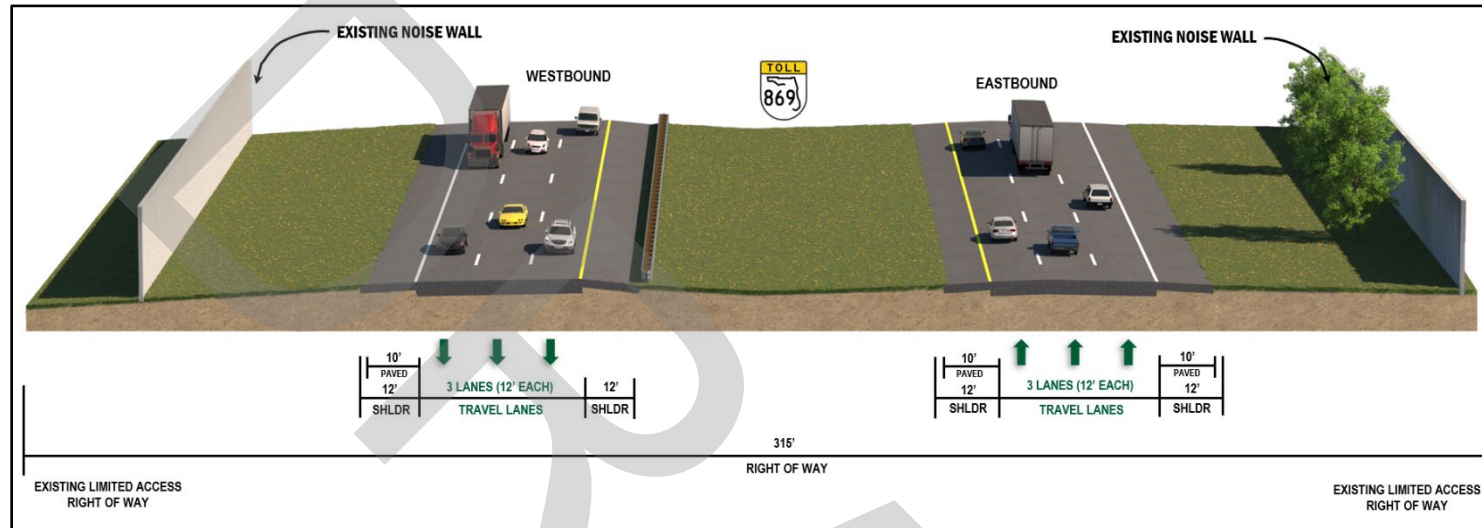 EXISTING NOISE WALL
EXISTING NOISE WALL
WESTBOUND
TOLL
869
EASTBOUND
10'
PAVED
12'
SHLDR
3 LANES (12' EACH)
TRAVEL LANES
12'
SHLDR
10'
PAVED
12'
SHLDR
3 LANES (12' EACH)
TRAVEL LANES
10'
PAVED
12'
SHLDR
315'
RIGHT OF WAY
EXISTING LIMITED ACCESS
RIGHT OF WAY
EXISTING LIMITED ACCESS
RIGHT OF WAY